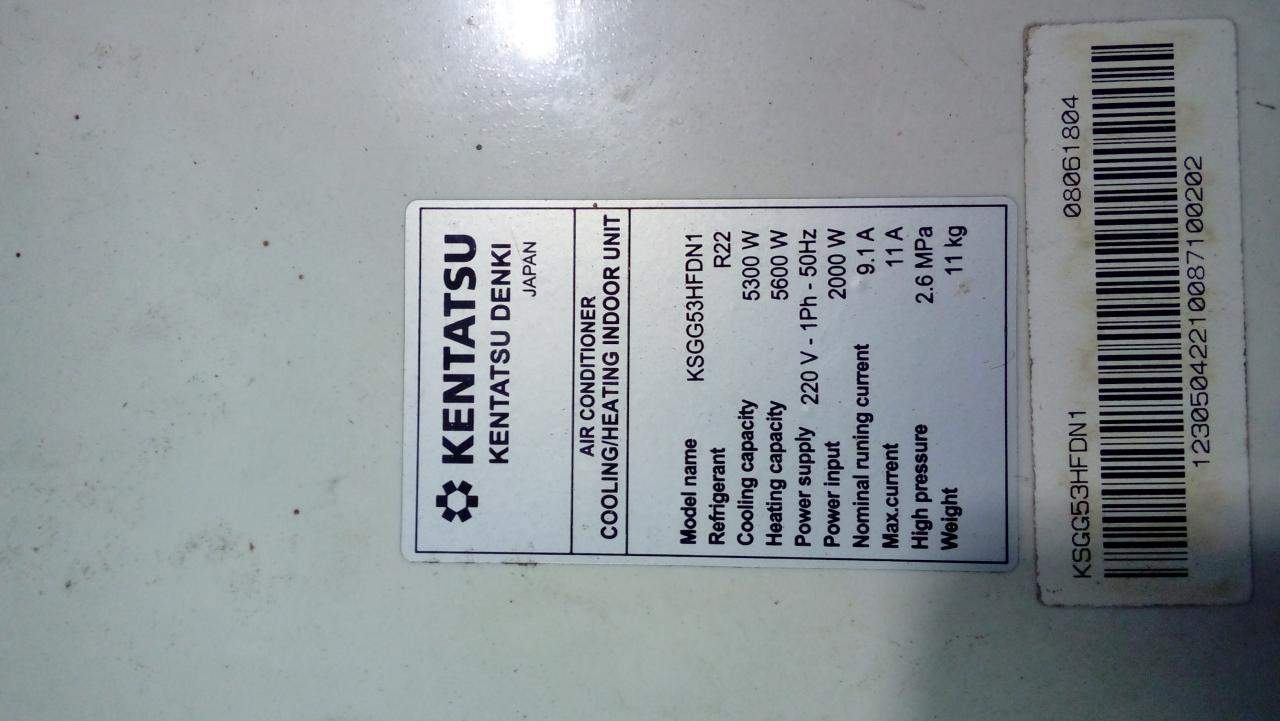 KENTATSU
KENTATSU DENKI
JAPAN
AIR CONDITIONER
COOLING/HEATING INDOOR UNIT
Model name KSGG53HFDN1
Refrigerant R22
Cooling capacity 5300 W
Heating capacity 5600 W
Power supply 220 V - 1Ph - 50Hz
Power input 2000 W
Nominal runing current 9.1 A
Max.current 11 A
High pressure 2.6 MPa
Weight 11 kg
KSGG53HFDN1 08061804
12305042210087100202